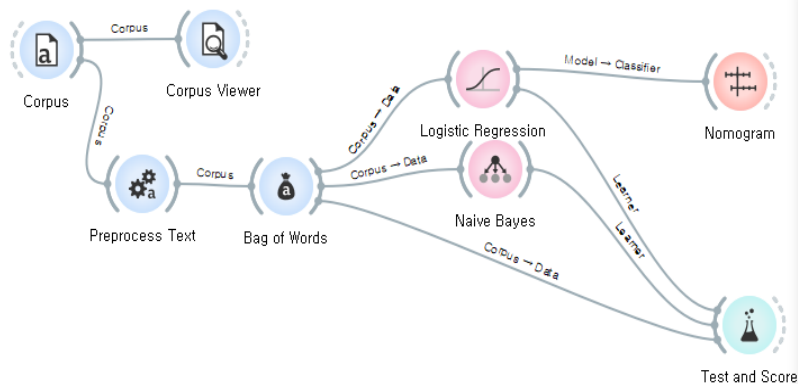 Corpus
Corpus
Corpus Viewer
Corpus
a
a
Preprocess Text
Corpus
a
Bag of Words
Corpus → Data
Corpus → Data
Corpus → Data
Logistic Regression
Naive Bayes
Model → Classifier
Nomogram
Learner
Learner
Test and Score